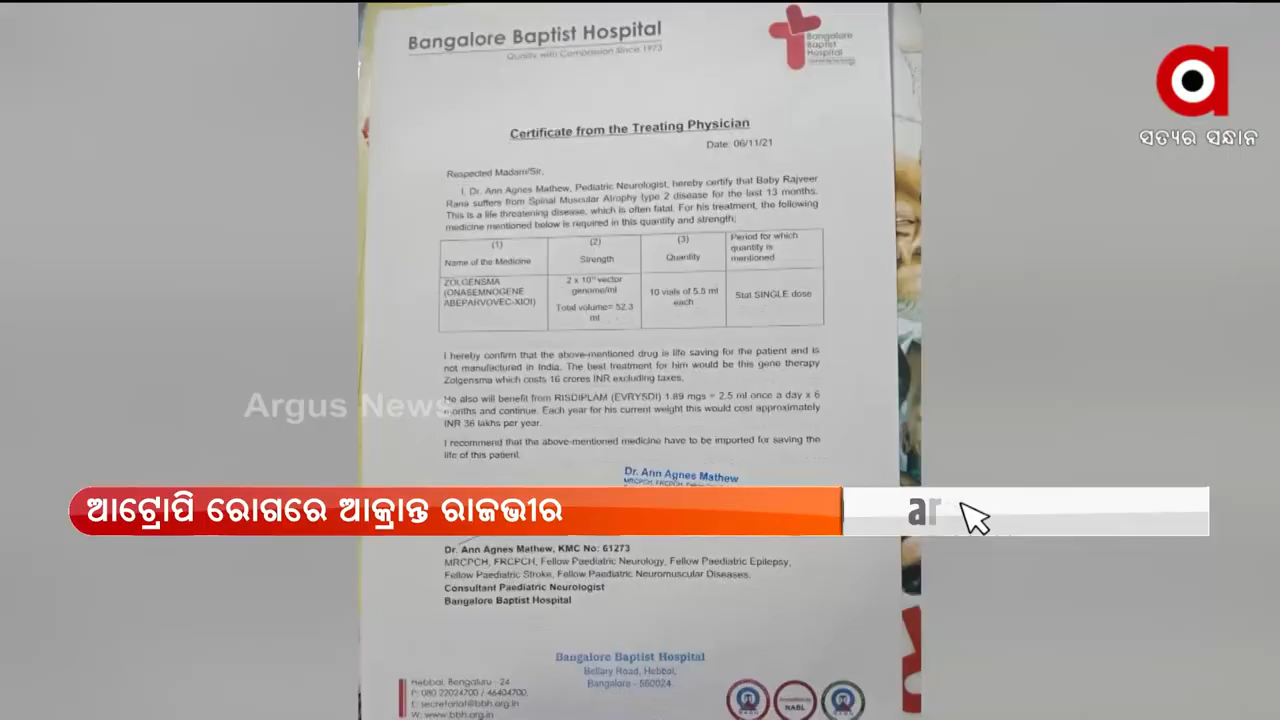 Bangalore Baptist Hospital
Quality with Compassion Since 1973
Bangalore
Baptist
Hospital
ସତ୍ୟର ସନ୍ଧାନ
Certificate from the Treating Physician
Date: 06/11/21
Respected Madam/Sir,
I, Dr. Ann Agnes Mathew, Pediatric Neurologist, hereby certify that Baby Rajveer
Rana suffers from Spinal Muscular Atrophy type 2 disease for the last 13 months.
This is a life threatening disease, which is often fatal. For his treatment, the following
medicine mentioned below is required in this quantity and strength;
(1)
Name of the Medicine
(2)
Strength
(3)
Quantity
Period for which
quantity is
mentioned
ZOLGENSMA
(ONASEMNOGENE
ABEPARVOVEC-XIOI)
2 x 10 vector
genome/ml
Total volume= 52.3
ml
10 vials of 5.5 ml
each
Stat SINGLE dose
I hereby confirm that the above-mentioned drug is life saving for the patient and is
not manufactured in India. The best treatment for him would be this gene therapy
Zolgensma which costs 16 crores INR excluding taxes.
He also will benefit from RISDIPLAM (EVRYSDI) 1.89 mgs = 2.5 ml once a day x 6
months and continue. Each year for his current weight this would cost approximately
INR 36 lakhs per year.
I recommend that the above-mentioned medicine have to be imported for saving the
life of this patient.
Argus News
Dr. Ann Agnes Mathew
ଆଟ୍ରୋପି ରୋଗରେ ଆକ୍ରାନ୍ତ ରାଜଭୀର
ar
Dr. Ann Agnes Mathew, KMC No: 61273
MRCPCH, FRCPCH, Fellow Paediatric Neurology, Fellow Paediatric Epilepsy,
Fellow Paediatric Stroke, Fellow Paediatric Neuromuscular Diseases.
Consultant Paediatric Neurologist
Bangalore Baptist Hospital
Bangalore Baptist Hospital
Bellary Road, Hebbal,
Bangalore - 560024.
Hebbal, Bengaluru - 24
P: 080 22024700 / 46404700,
E: secretariat@bbh.org.in
W: www.bbh.org.in
NABL